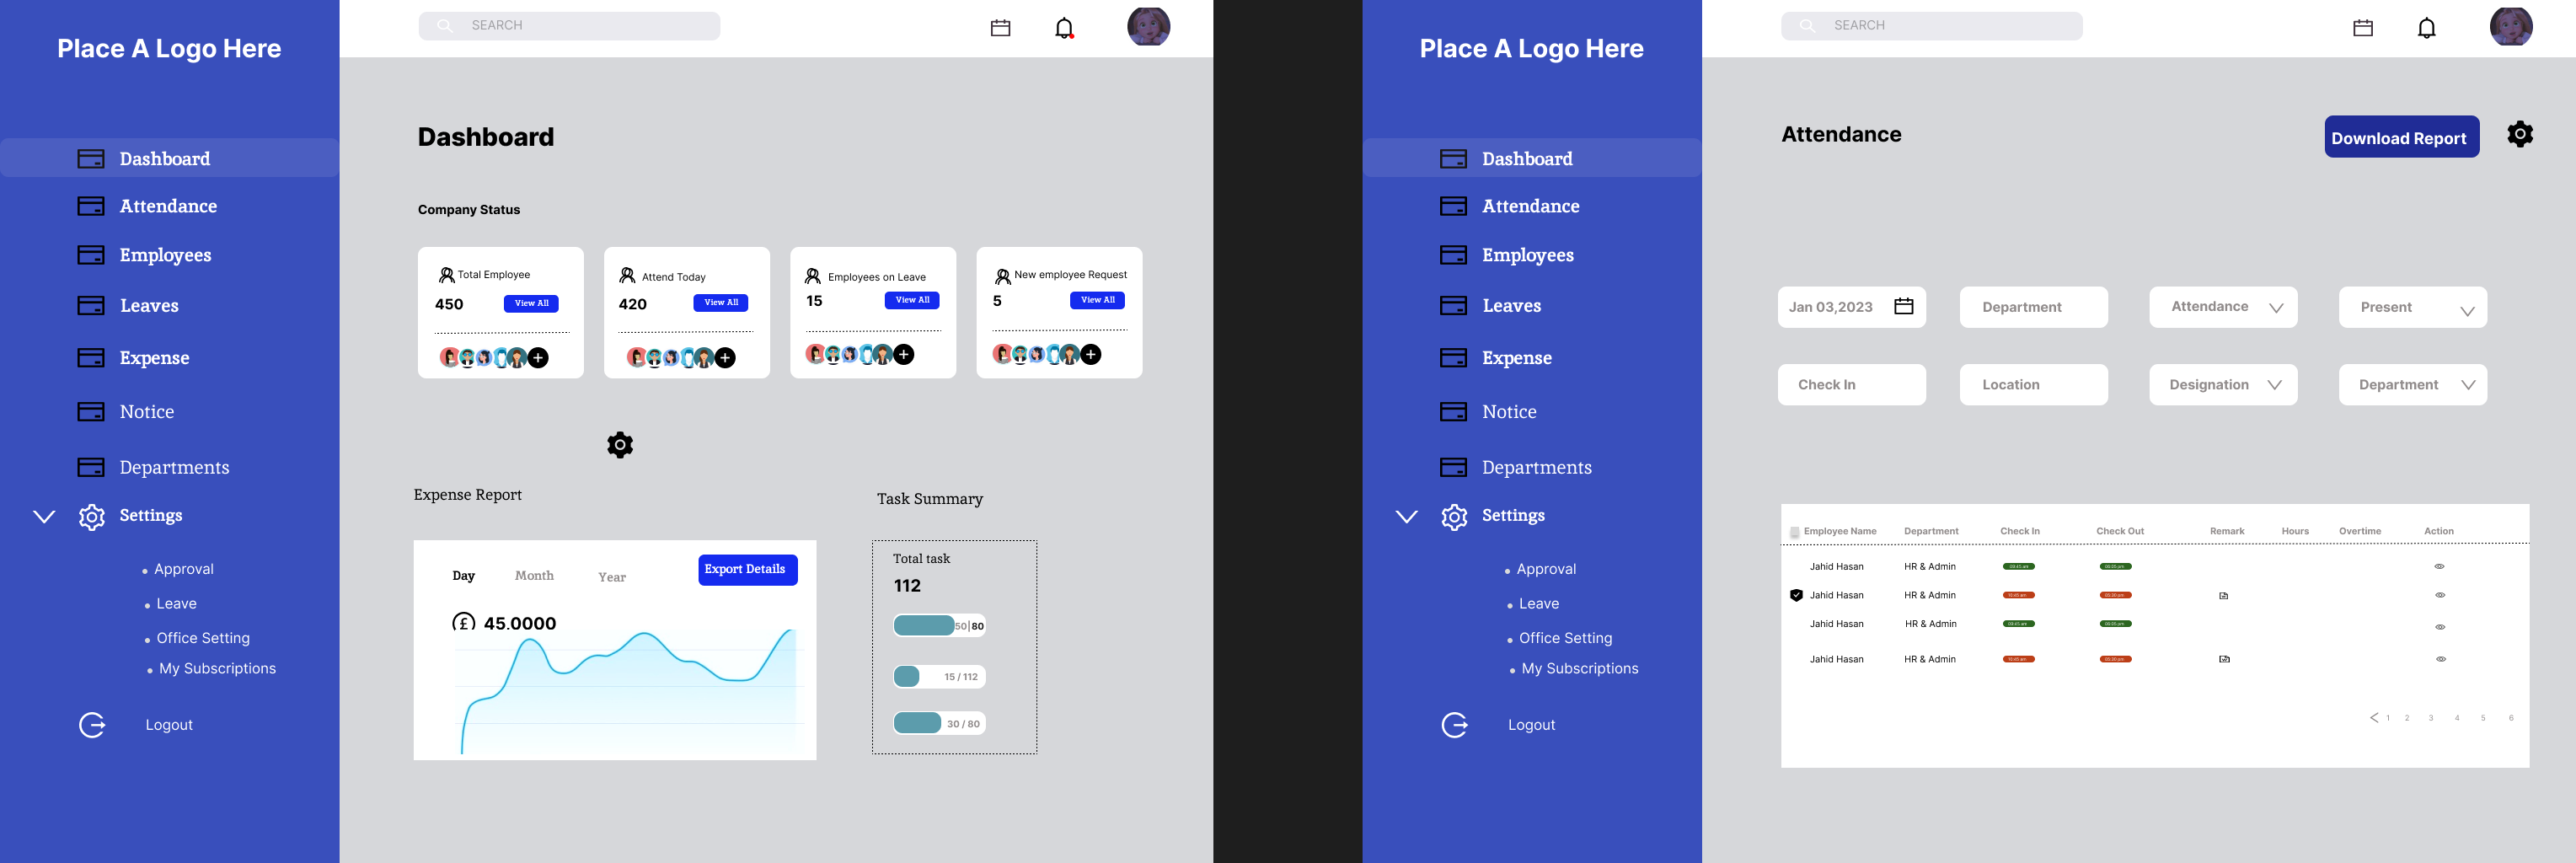 Place A Logo Here
SEARCH
Dashboard
Attendance
Employees
Leaves
Expense
Notice
Departments
Settings
Approval
Leave
Office Setting
My Subscriptions
Logout
Dashboard
Company Status
Total Employee
450
View All
Attend Today
420
View All
Employees on Leave
15
View All
New employee Request
5
View All
Expense Report
Day Month Year
Export Details
45.0000
Task Summary
Total task
112
50|80
15 / 112
30 / 80
Place A Logo Here
SEARCH
Dashboard
Attendance
Employees
Leaves
Expense
Notice
Departments
Settings
Approval
Leave
Office Setting
My Subscriptions
Logout
Attendance
Download Report
Jan 03,2023 Department Attendance Present
Check In Location Designation Department
Employee Name Department Check In Check Out Remark Hours Overtime Action
Jahid Hasan HR & Admin
Jahid Hasan HR & Admin
Jahid Hasan HR & Admin
Jahid Hasan HR & Admin
1 2 3 4 5 6